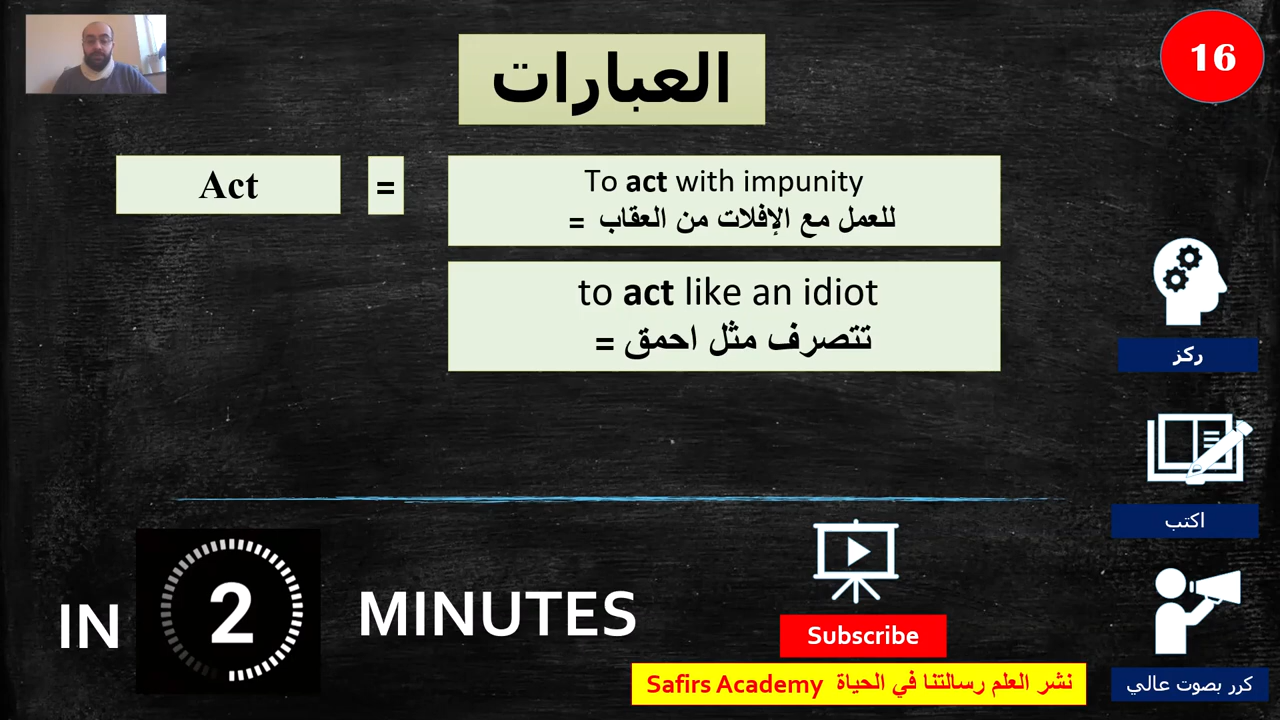 العبارات
16
Act
=
To act with impunity
للعمل مع الإفلات من العقاب =
to act like an idiot
تتصرف مثل احمق =
ركز
اكتب
كرر بصوت عالي
IN 2 MINUTES
Subscribe
نشر العلم رسالتنا في الحياة Safirs Academy